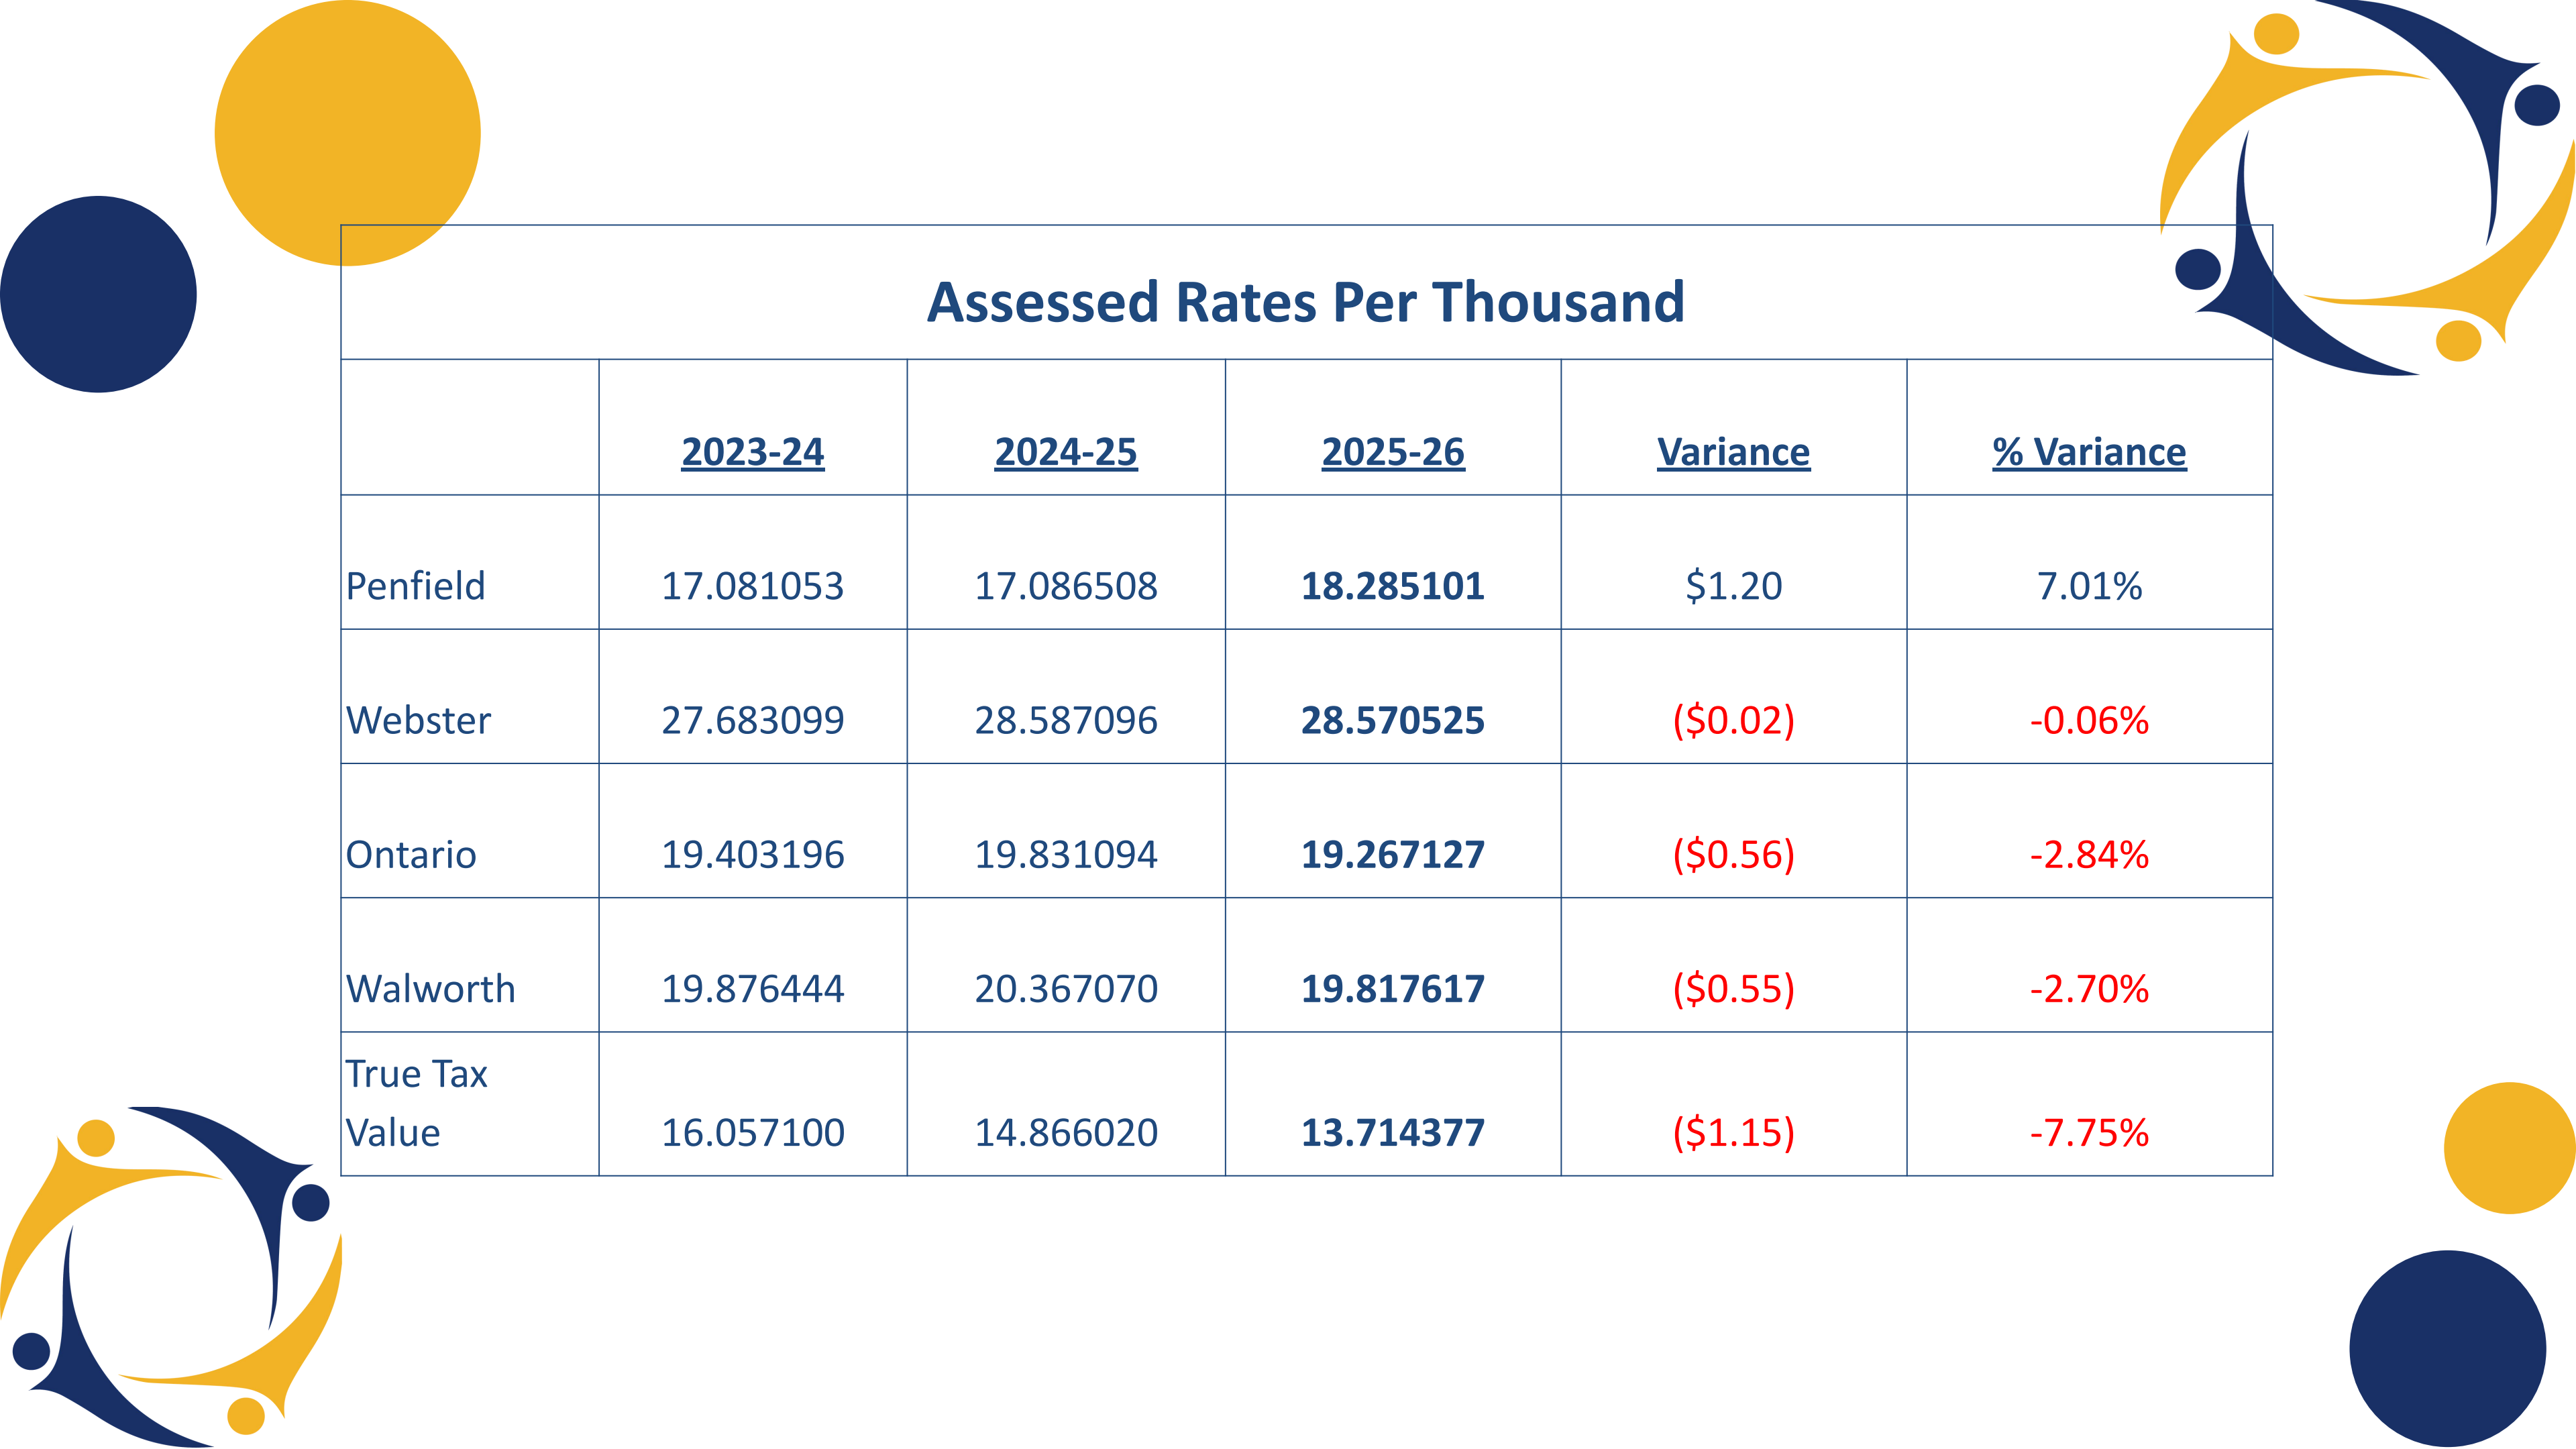 Assessed Rates Per Thousand
2023-24 2024-25 2025-26 Variance % Variance
Penfield 17.081053 17.086508 18.285101 $1.20 7.01%
Webster 27.683099 28.587096 28.570525 ($0.02) -0.06%
Ontario 19.403196 19.831094 19.267127 ($0.56) -2.84%
Walworth 19.876444 20.367070 19.817617 ($0.55) -2.70%
True Tax
Value 16.057100 14.866020 13.714377 ($1.15) -7.75%